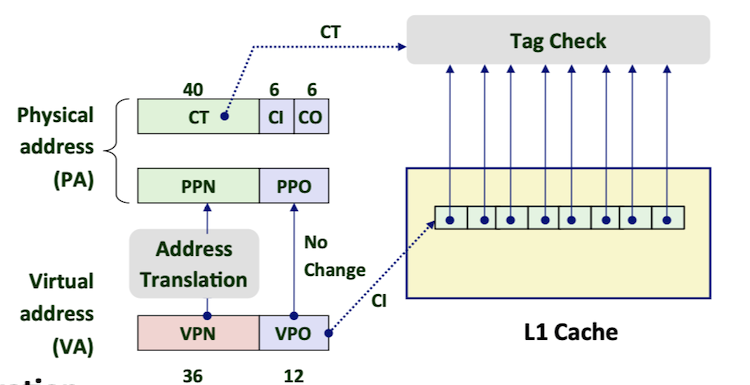 CT
Tag Check
40
6
6
Physical
address
(PA)
CT
CI
CO
PPN
PPO
Address
Translation
No
Change
CI
Virtual
address
(VA)
VPN
VPO
L1 Cache
36
12